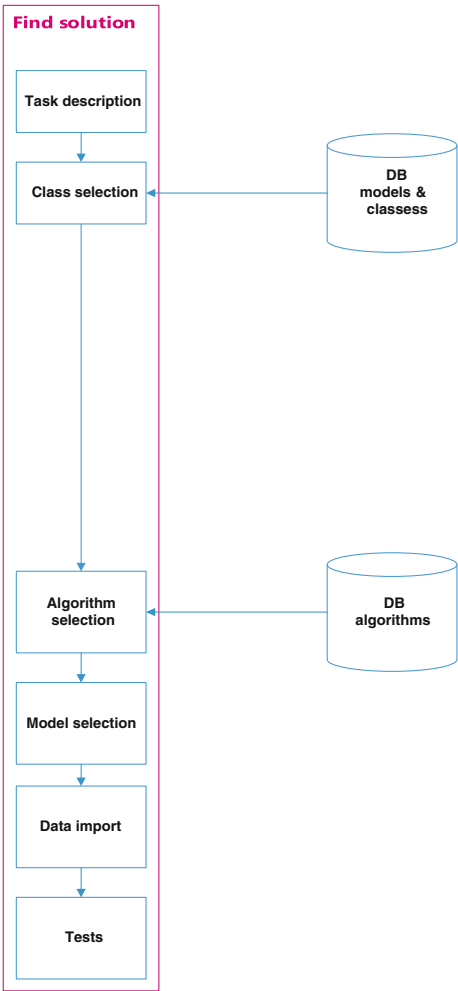 Find solution
Task description
Class selection
DB
models &
classess
Algorithm
selection
DB
algorithms
Model selection
Data import
Tests